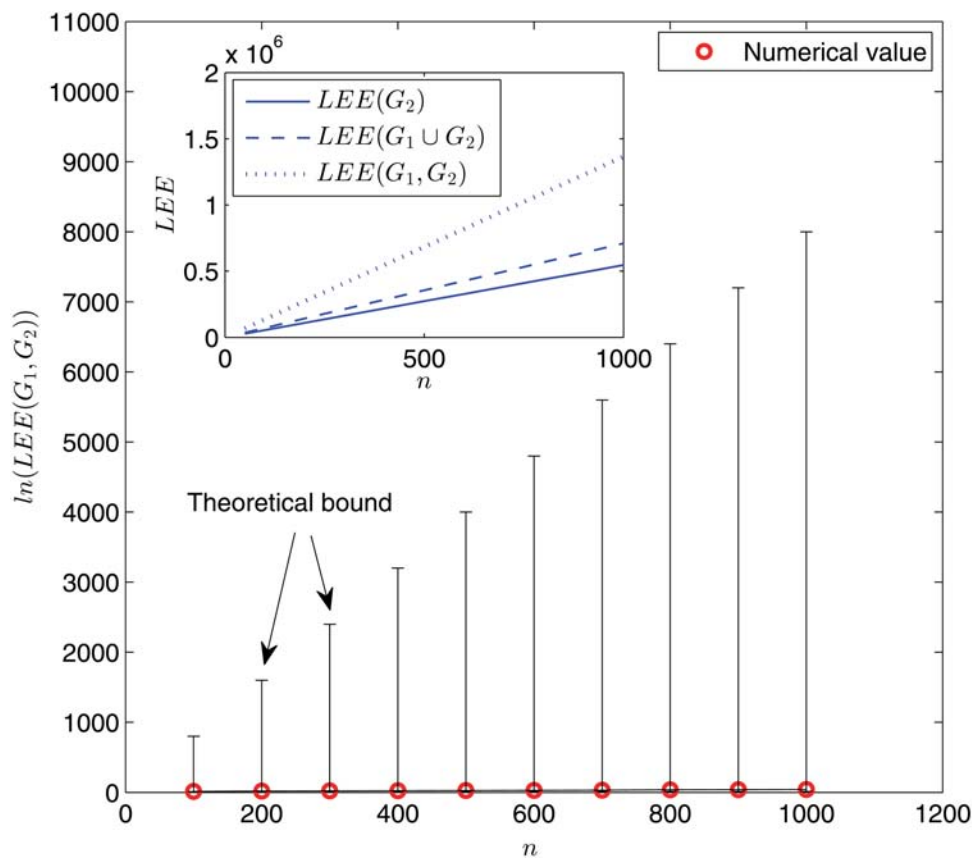 11000
10000
9000
8000
7000
6000
5000
4000
3000
2000
1000
0
ln(LEE(G₁, G₂))
Numerical value
x 10⁶
2
1.5
1
0.5
0
LEE
LEE(G₂)
LEE(G₁ ∪ G₂)
LEE(G₁, G₂)
0 500 1000
n
Theoretical bound
0 200 400 600 800 1000 1200
n